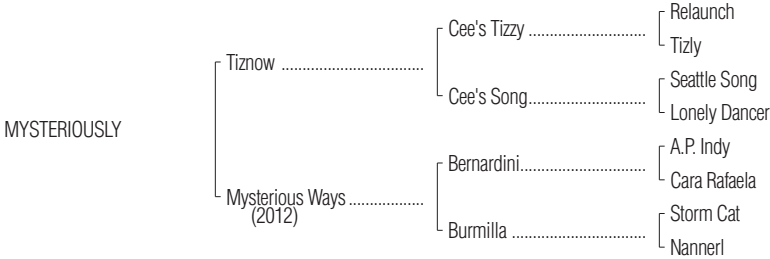 Relaunch
Cee's Tizzy ............................
Tizly
Tiznow ..................................
Seattle Song
Cee's Song............................
Lonely Dancer
MYSTERIOUSLY
A.P. Indy
Bernardini..............................
Cara Rafaela
Mysterious Ways ..................
(2012)
Storm Cat
Burmilla ................................
Nannerl